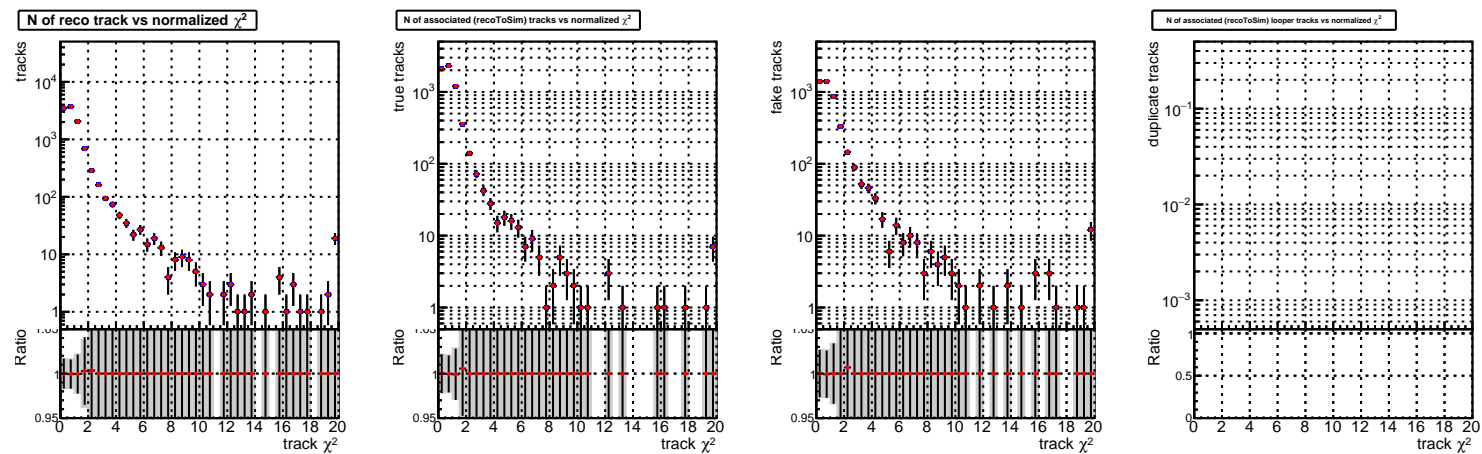 N of reco track vs normalized χ²
tracks
10⁴
10³
10²
10
1
Ratio
1.05
1
0.95
0 2 4 6 8 10 12 14 16 18 20
track χ²
N of associated (recoToSim) tracks vs normalized χ²
true tracks
10³
10²
10
1
Ratio
1.05
1
0.95
0 2 4 6 8 10 12 14 16 18 20
track χ²
fake tracks
10³
10²
10
1
Ratio
1.05
1
0.95
0 2 4 6 8 10 12 14 16 18 20
track χ²
N of associated (recoToSim) looper tracks vs normalized χ²
duplicate tracks
10⁻¹
10⁻²
10⁻³
Ratio
1
0.5
0
0 2 4 6 8 10 12 14 16 18 20
track χ²